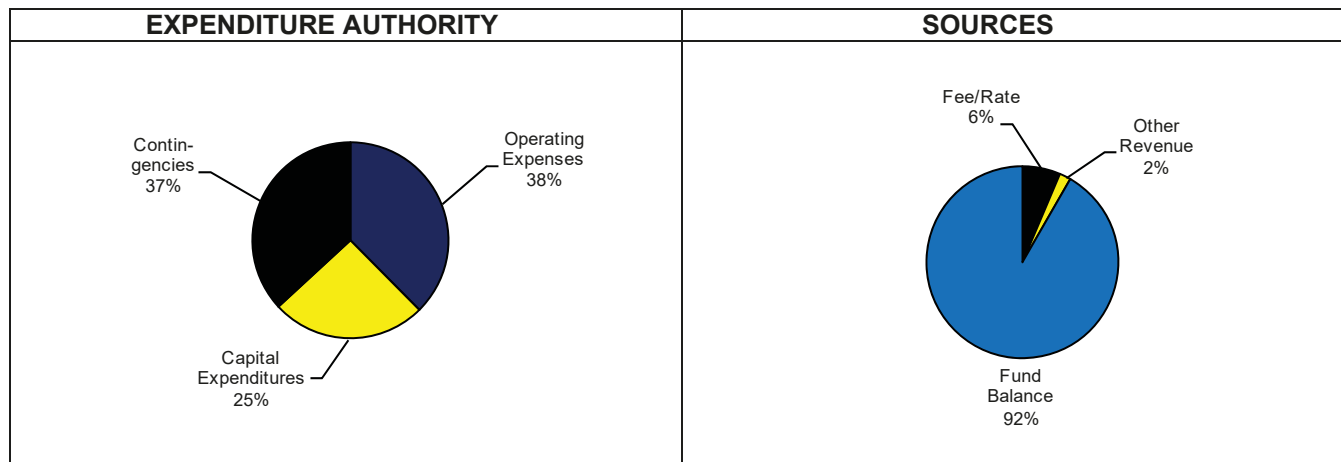 EXPENDITURE AUTHORITY
Contin-
gencies
37%
Operating
Expenses
38%
Capital
Expenditures
25%
SOURCES
Fee/Rate
6%
Other
Revenue
2%
Fund
Balance
92%